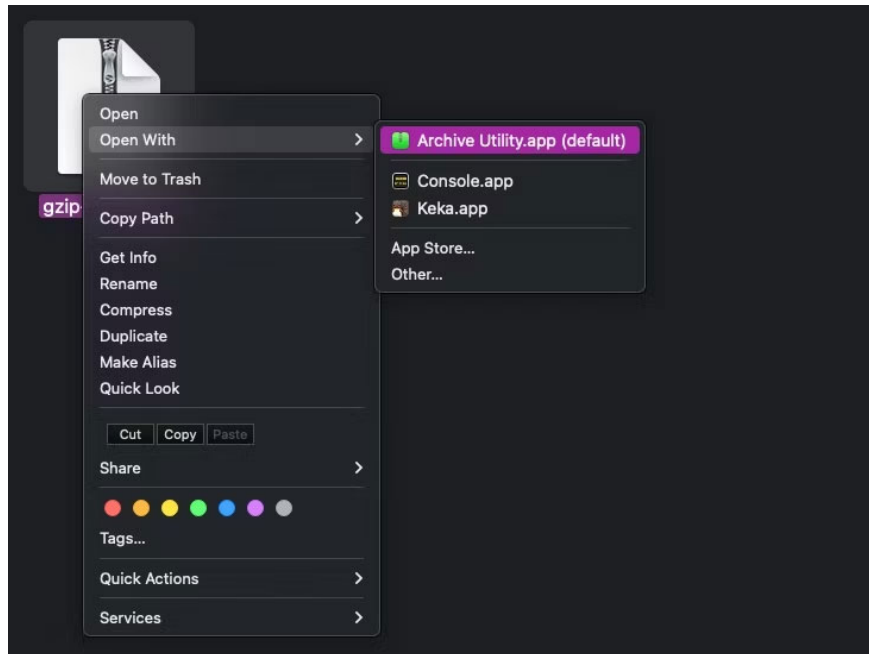 gzip-
Open
Open With
Move to Trash
Copy Path
Get Info
Rename
Compress
Duplicate
Make Alias
Quick Look
Cut Copy Paste
Share
Tags...
Quick Actions
Services
Archive Utility.app (default)
Console.app
Keka.app
App Store...
Other...